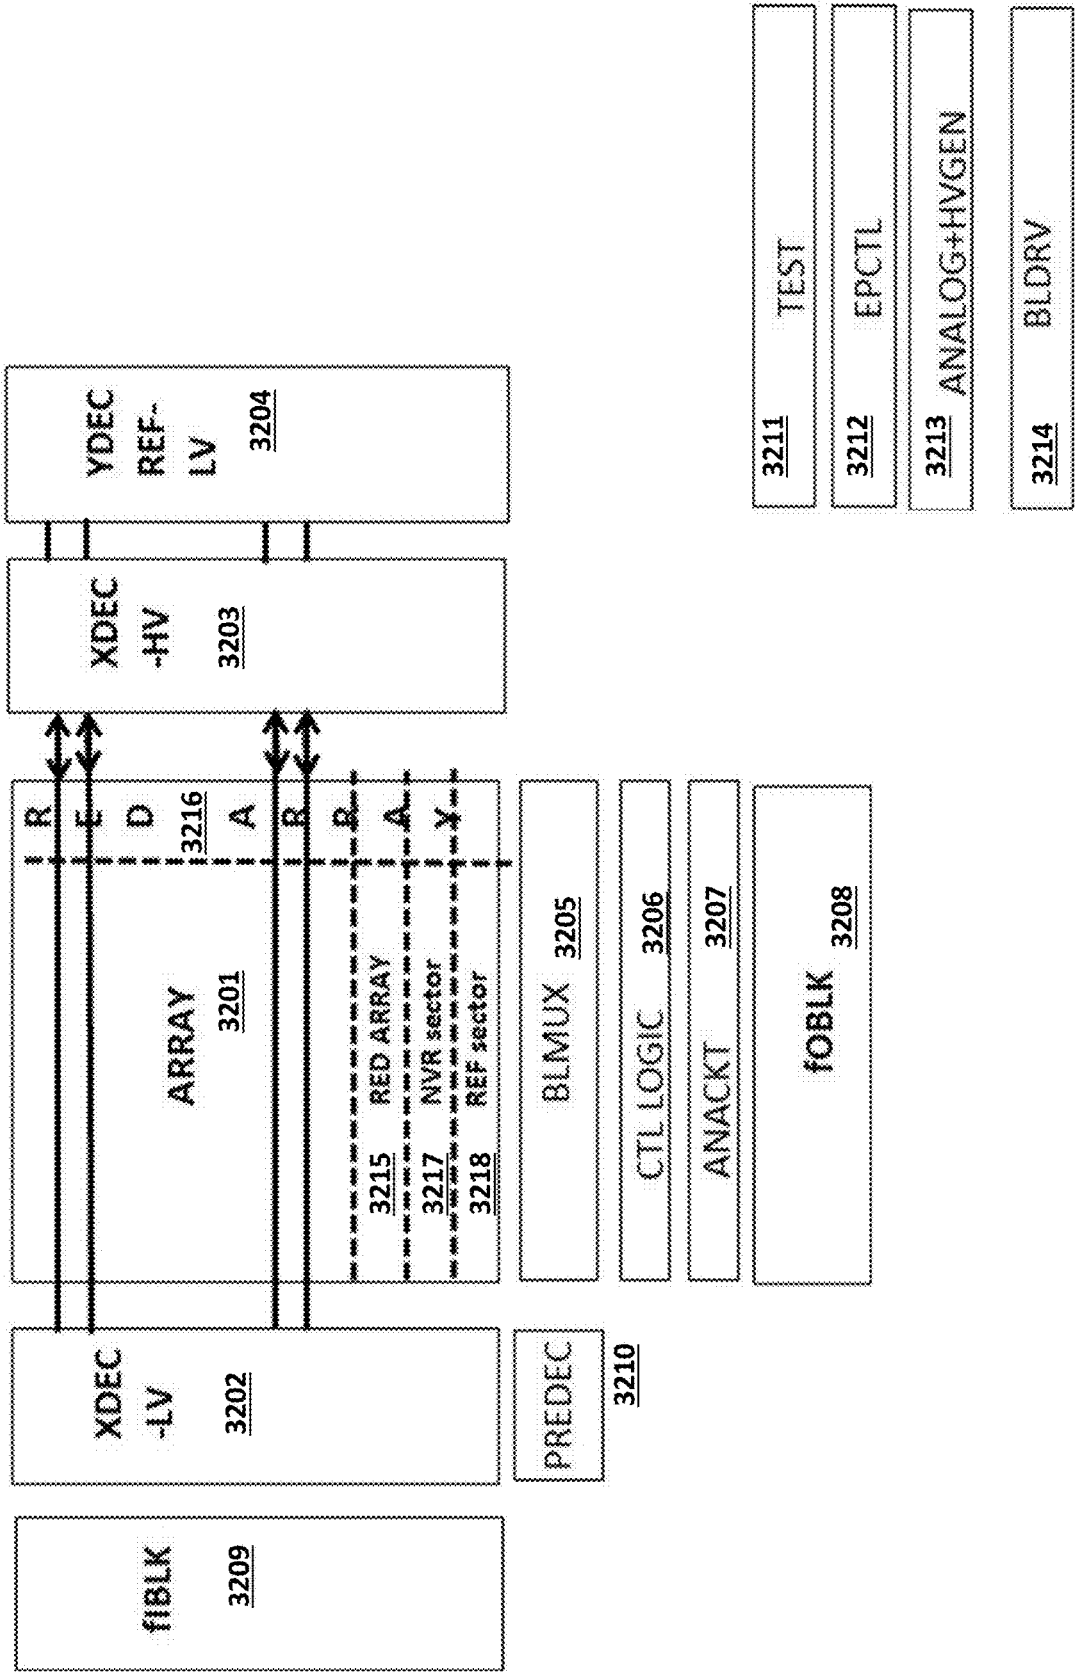 fIBLK
3209
XDEC
-LV
3202
PREDEC
3210
ARRAY
3201
RED ARRAY
3216
3215 RED ARRAY
3217 NVR sector
3218 REF sector
BLMUX 3205
CTL LOGIC 3206
ANACKT 3207
fOBLK
3208
XDEC
-HV
3203
YDEC
REF-
LV
3204
3211 TEST
3212 EPCTL
3213 ANALOG+HVGEN
3214 BLDRV